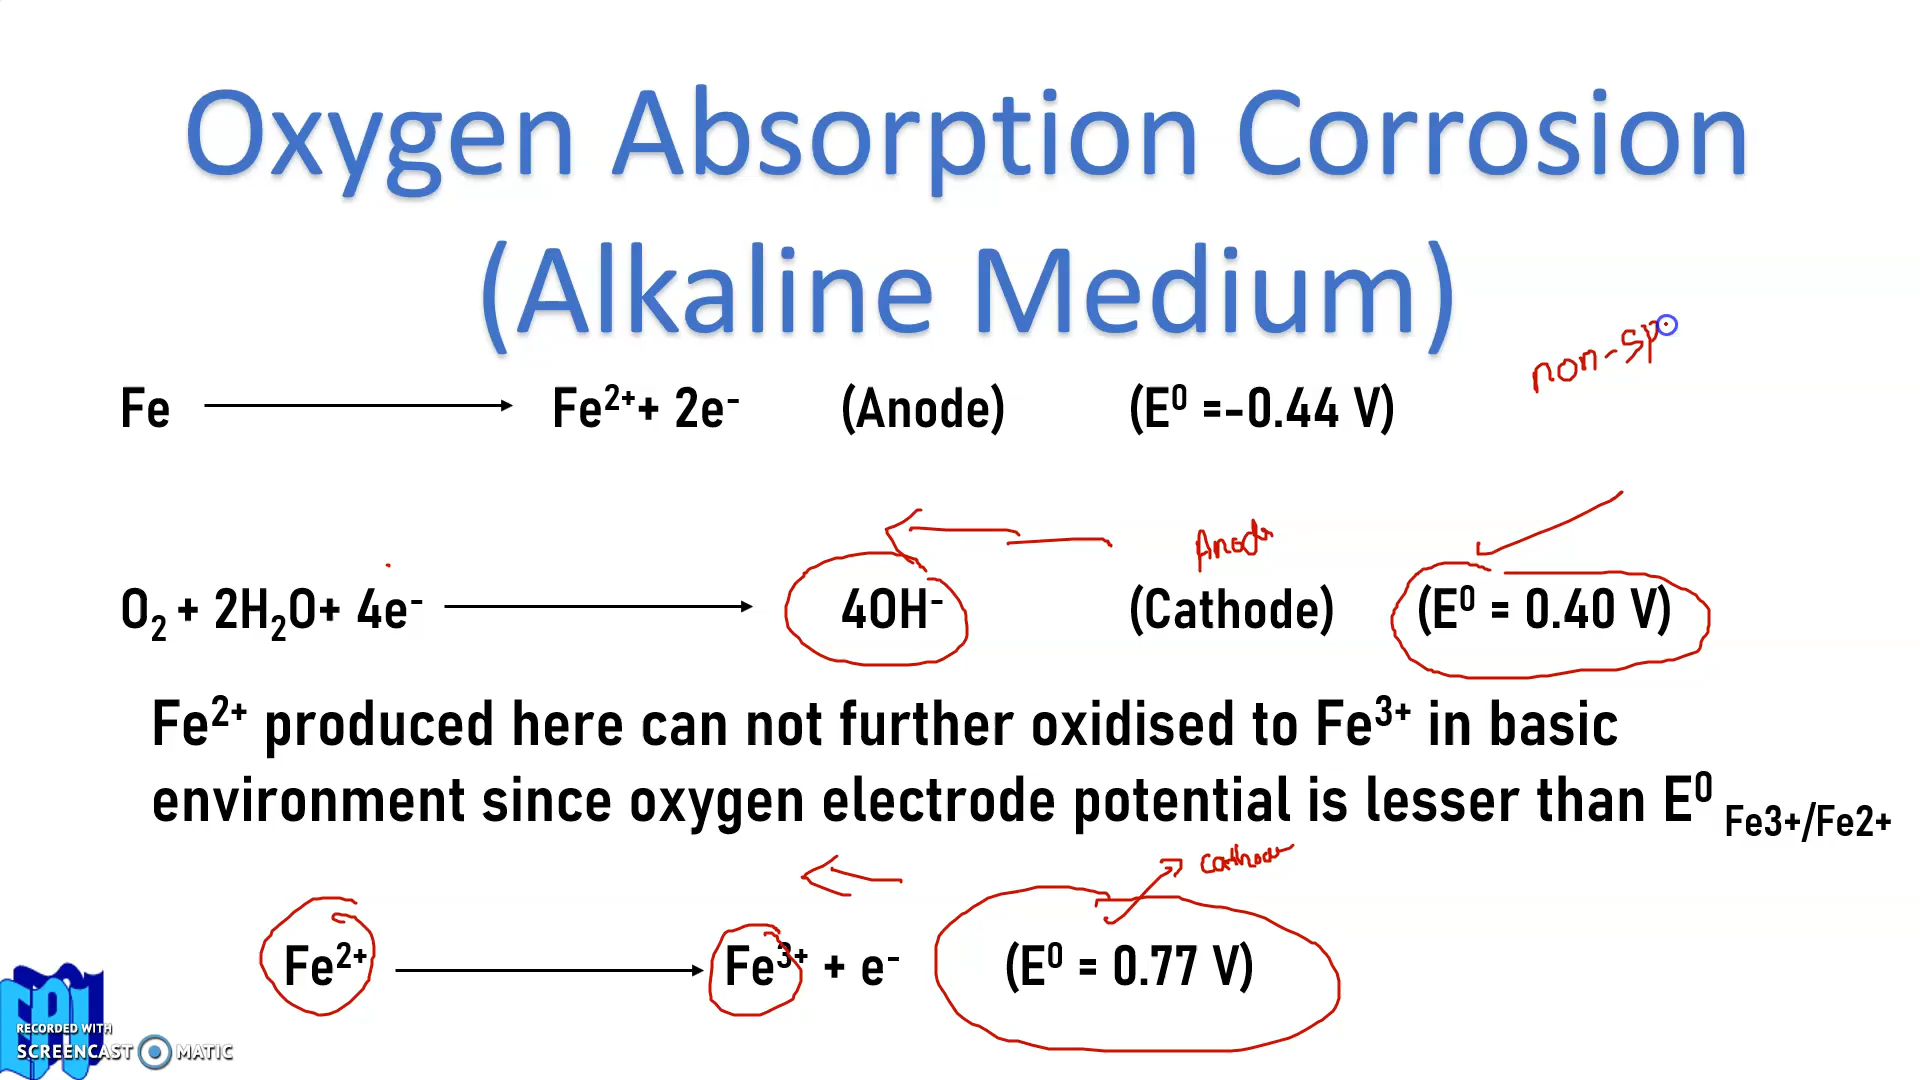 Oxygen Absorption Corrosion
(Alkaline Medium)
non-sp
Fe → Fe²⁺+ 2e⁻ (Anode) (E⁰ =-0.44 V)
Anode
O₂ + 2H₂O+ 4e⁻ → 4OH⁻ (Cathode) (E⁰ = 0.40 V)
Fe²⁺ produced here can not further oxidised to Fe³⁺ in basic
environment since oxygen electrode potential is lesser than E⁰ Fe3+/Fe2+
Cathode
Fe²⁺ → Fe³⁺ + e⁻ (E⁰ = 0.77 V)
RECORDED WITH
SCREENCAST MATIC